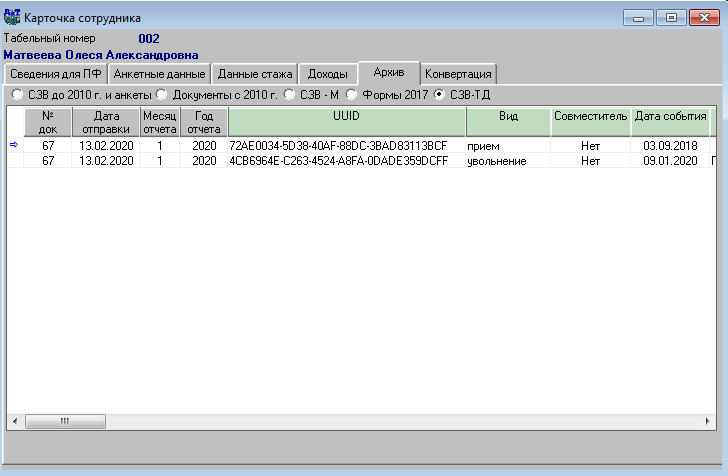 Карточка сотрудника
Табельный номер 002
Матвеева Олеся Александровна
Сведения для ПФ Анкетные данные Данные стажа Доходы Архив Конвертация
СЗВ до 2010 г. и анкеты Документы с 2010 г. СЗВ - М Формы 2017 СЗВ-ТД
№ док Дата отправки Месяц отчета Год отчета UUID Вид Совместитель Дата события
67 13.02.2020 1 2020 72AE0034-5D38-40AF-88DC-3BAD83113BCF прием Нет 03.09.2018
67 13.02.2020 1 2020 4CB6964E-C263-4524-A8FA-0DADE359DCFF увольнение Нет 09.01.2020